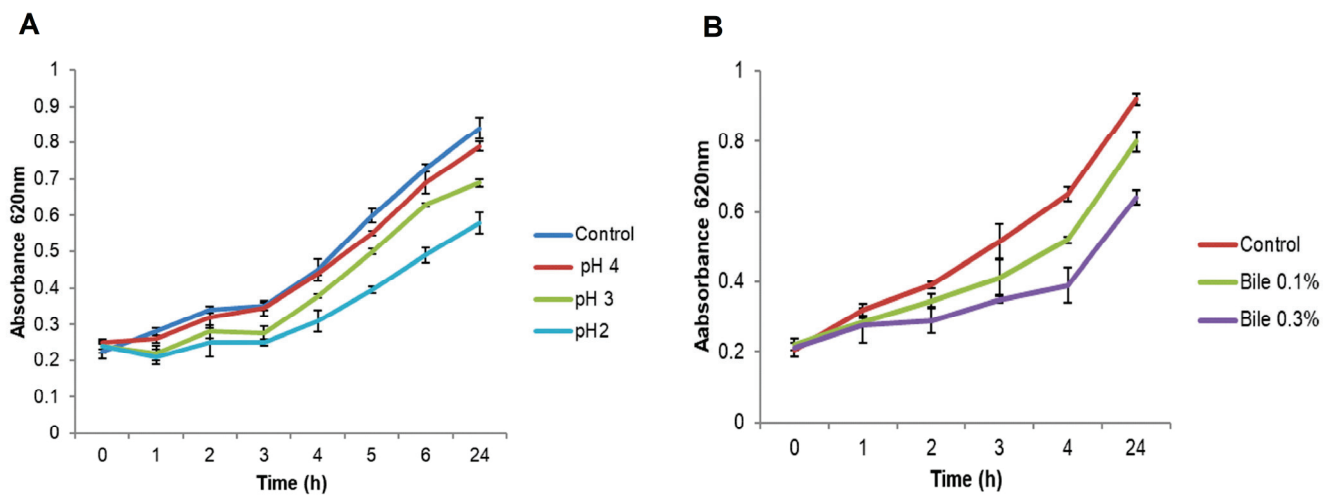 A
Absorbance 620nm
1
0.9
0.8
0.7
0.6
0.5
0.4
0.3
0.2
0.1
0
0 1 2 3 4 5 6 24
Time (h)
Control
pH 4
pH 3
pH2
B
Aabsorbance 620nm
1
0.8
0.6
0.4
0.2
0
0 1 2 3 4 24
Time (h)
Control
Bile 0.1%
Bile 0.3%